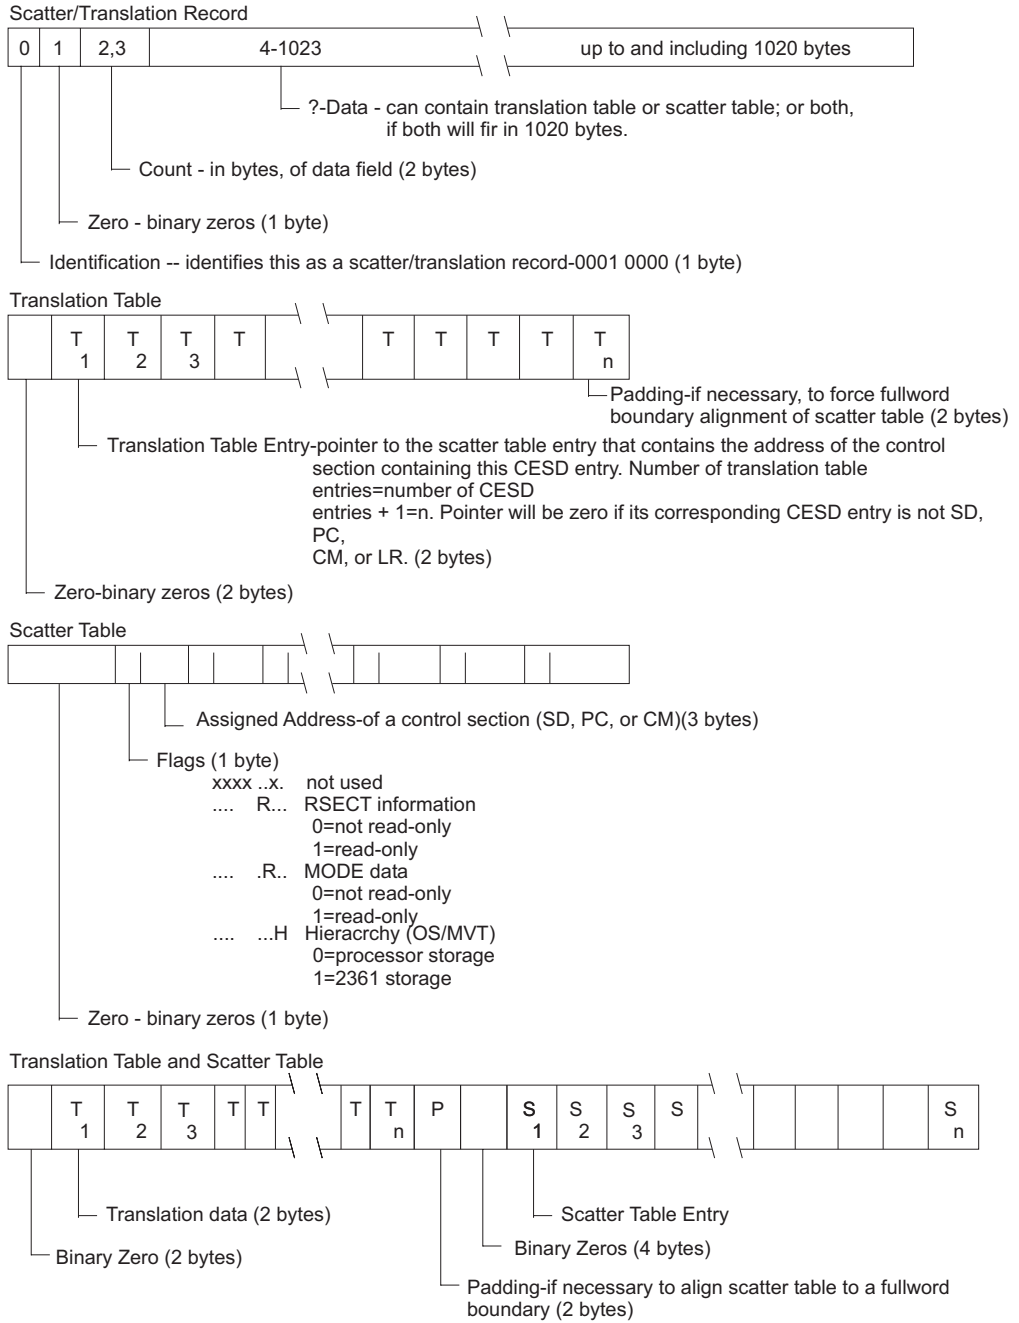 Scatter/Translation Record
0 1 2,3 4-1023 up to and including 1020 bytes
?-Data - can contain translation table or scatter table; or both,
if both will fir in 1020 bytes.
Count - in bytes, of data field (2 bytes)
Zero - binary zeros (1 byte)
Identification -- identifies this as a scatter/translation record-0001 0000 (1 byte)
Translation Table
T T T T T T T T T
1 2 3 n
Padding-if necessary, to force fullword
boundary alignment of scatter table (2 bytes)
Translation Table Entry-pointer to the scatter table entry that contains the address of the control
section containing this CESD entry. Number of translation table
entries=number of CESD
entries + 1=n. Pointer will be zero if its corresponding CESD entry is not SD,
PC,
CM, or LR. (2 bytes)
Zero-binary zeros (2 bytes)
Scatter Table
Assigned Address-of a control section (SD, PC, or CM)(3 bytes)
Flags (1 byte)
xxxx ..x. not used
.... R... RSECT information
0=not read-only
1=read-only
.... .R.. MODE data
0=not read-only
1=read-only
.... ...H Hieracrchy (OS/MVT)
0=processor storage
1=2361 storage
Zero - binary zeros (1 byte)
Translation Table and Scatter Table
T T T T T T T P S S S S S
1 2 3 n 1 2 3 n
Translation data (2 bytes)
Scatter Table Entry
Binary Zeros (4 bytes)
Binary Zero (2 bytes)
Padding-if necessary to align scatter table to a fullword
boundary (2 bytes)